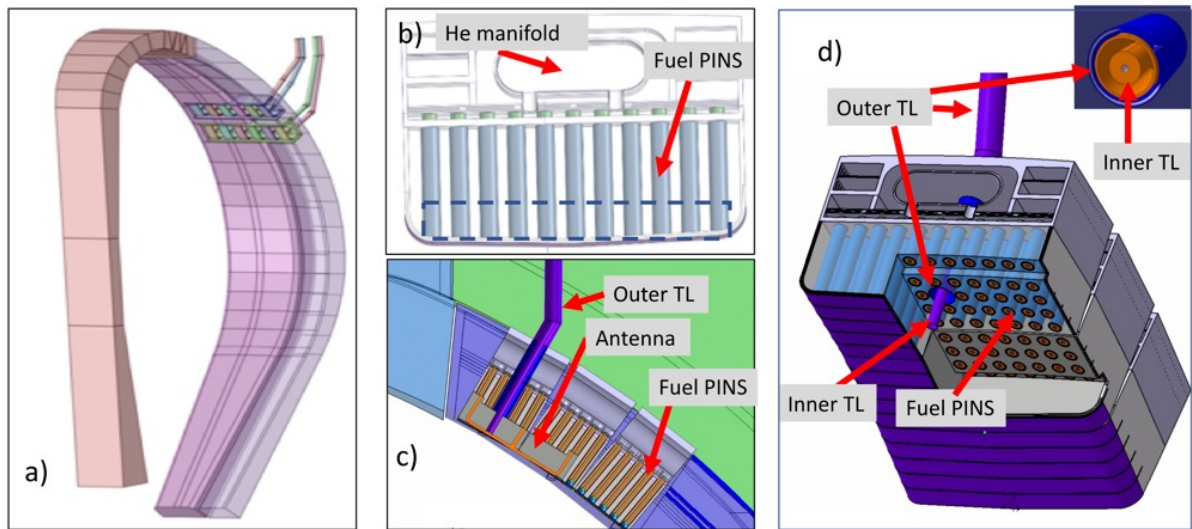 a)
b)
He manifold
Fuel PINS
c)
Outer TL
Antenna
Fuel PINS
d)
Outer TL
Inner TL
Inner TL
Fuel PINS